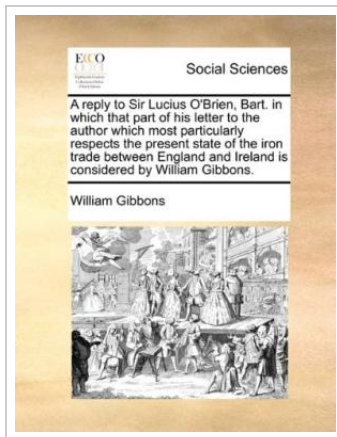 ECCO
Social Sciences
A reply to Sir Lucius O'Brien, Bart. in
which that part of his letter to the
author which most particularly
respects the present state of the iron
trade between England and Ireland is
considered by William Gibbons.
William Gibbons